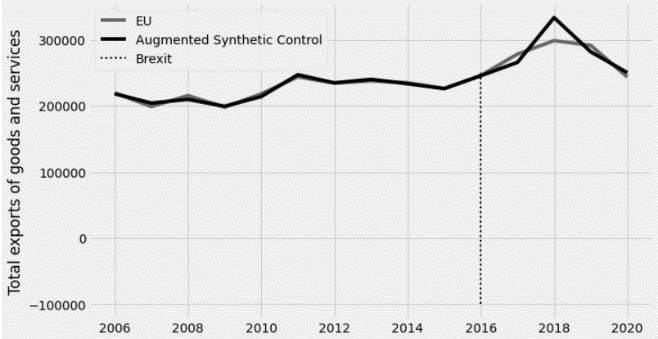 EU
Augmented Synthetic Control
Brexit
Total exports of goods and services
300000
200000
100000
0
−100000
2006 2008 2010 2012 2014 2016 2018 2020